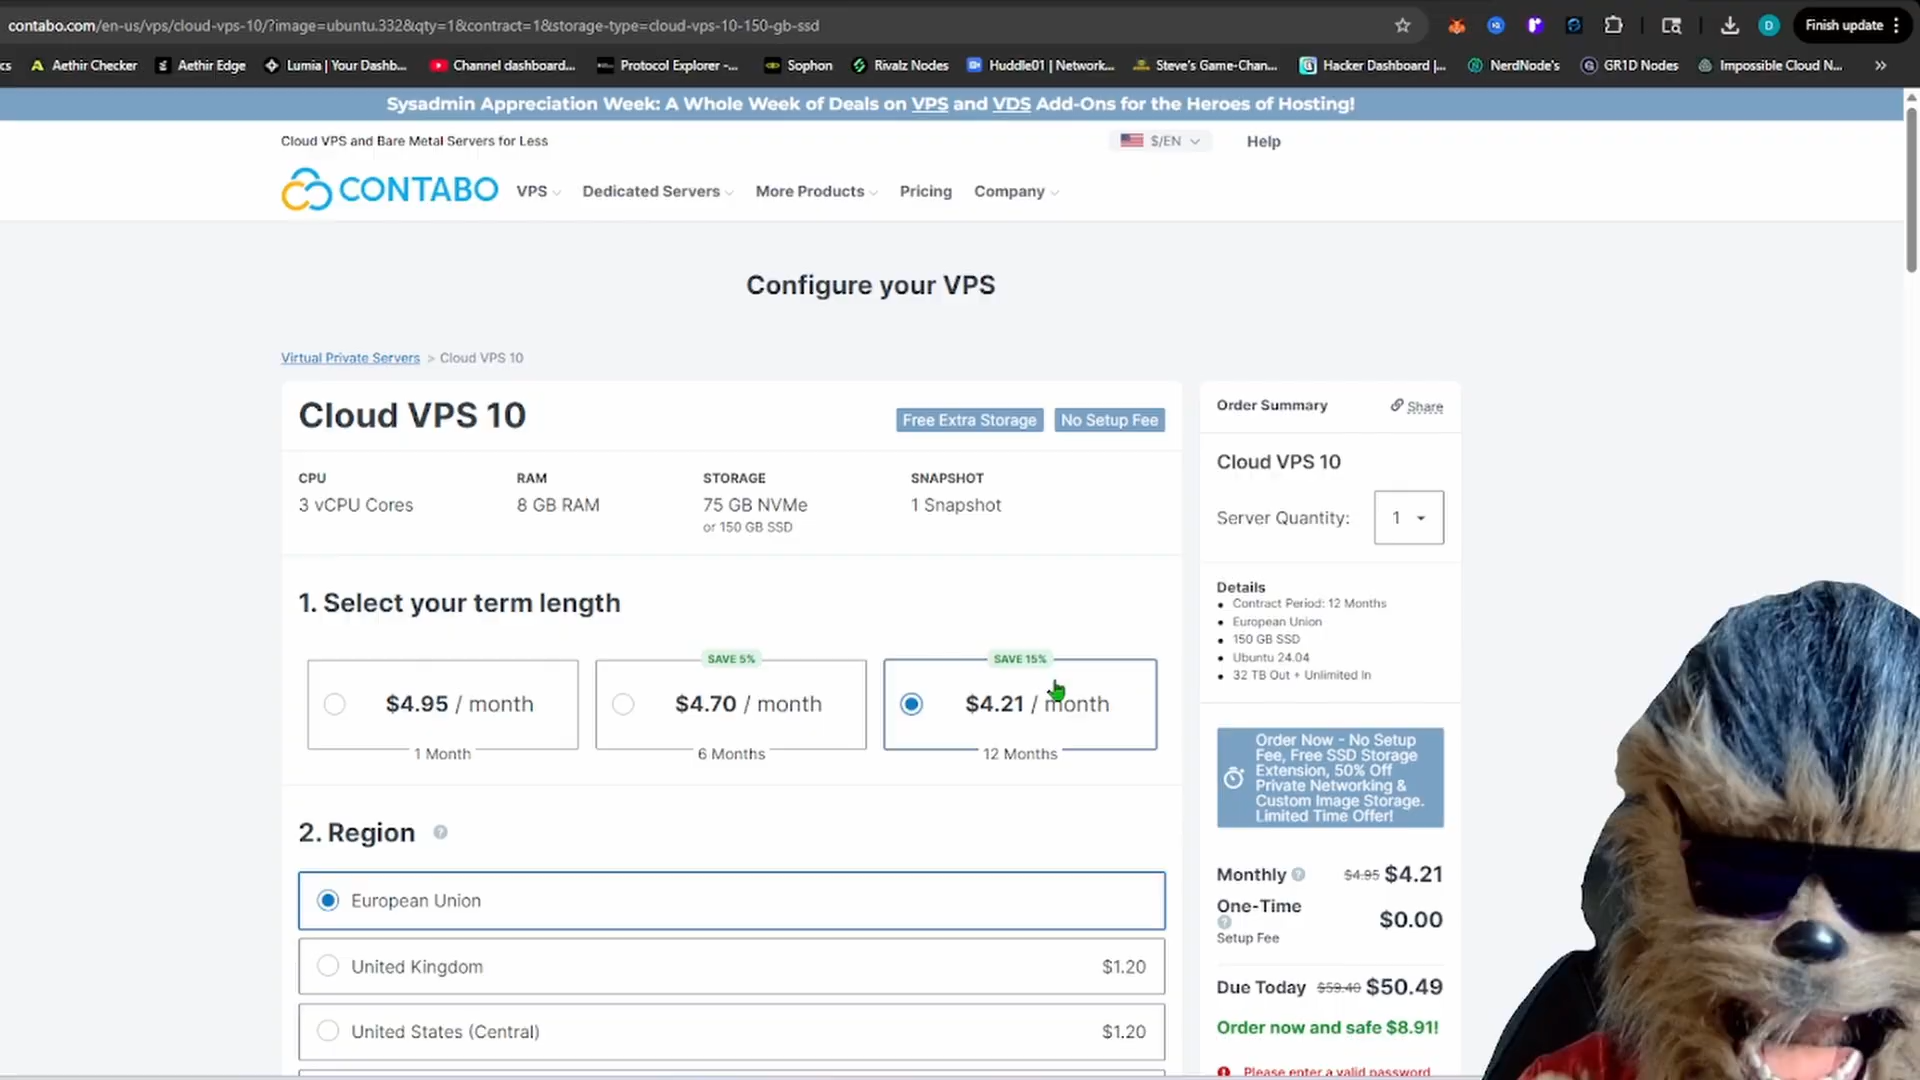 contabo.com/en-us/vps/cloud-vps-10/?image=ubuntu.332&qty=1&contract=1&storage-type=cloud-vps-10-150-gb-ssd
D
Finish update
cs
Aethir Checker
Aethir Edge
Lumia | Your Dashb...
Channel dashboard...
Protocol Explorer -...
Sophon
Rivalz Nodes
Huddle01 | Network...
Steve's Game-Chan...
Hacker Dashboard |...
NerdNode's
GR1D Nodes
Impossible Cloud N...
Sysadmin Appreciation Week: A Whole Week of Deals on VPS and VDS Add-Ons for the Heroes of Hosting!
Cloud VPS and Bare Metal Servers for Less
$/EN
Help
CONTABO
VPS
Dedicated Servers
More Products
Pricing
Company
Configure your VPS
Virtual Private Servers > Cloud VPS 10
Cloud VPS 10
Free Extra Storage
No Setup Fee
CPU
3 vCPU Cores
RAM
8 GB RAM
STORAGE
75 GB NVMe
or 150 GB SSD
SNAPSHOT
1 Snapshot
1. Select your term length
$4.95 / month
1 Month
SAVE 5%
$4.70 / month
6 Months
SAVE 15%
$4.21 / month
12 Months
2. Region
European Union
United Kingdom
$1.20
United States (Central)
$1.20
Order Summary
Share
Cloud VPS 10
Server Quantity:
1
Details
Contract Period: 12 Months
European Union
150 GB SSD
Ubuntu 24.04
32 TB Out + Unlimited In
Order Now - No Setup
Fee, Free SSD Storage
Extension, 50% Off
Private Networking &
Custom Image Storage.
Limited Time Offer!
Monthly
$4.95 $4.21
One-Time
$0.00
Setup Fee
Due Today
$59.40 $50.49
Order now and safe $8.91!
Please enter a valid password